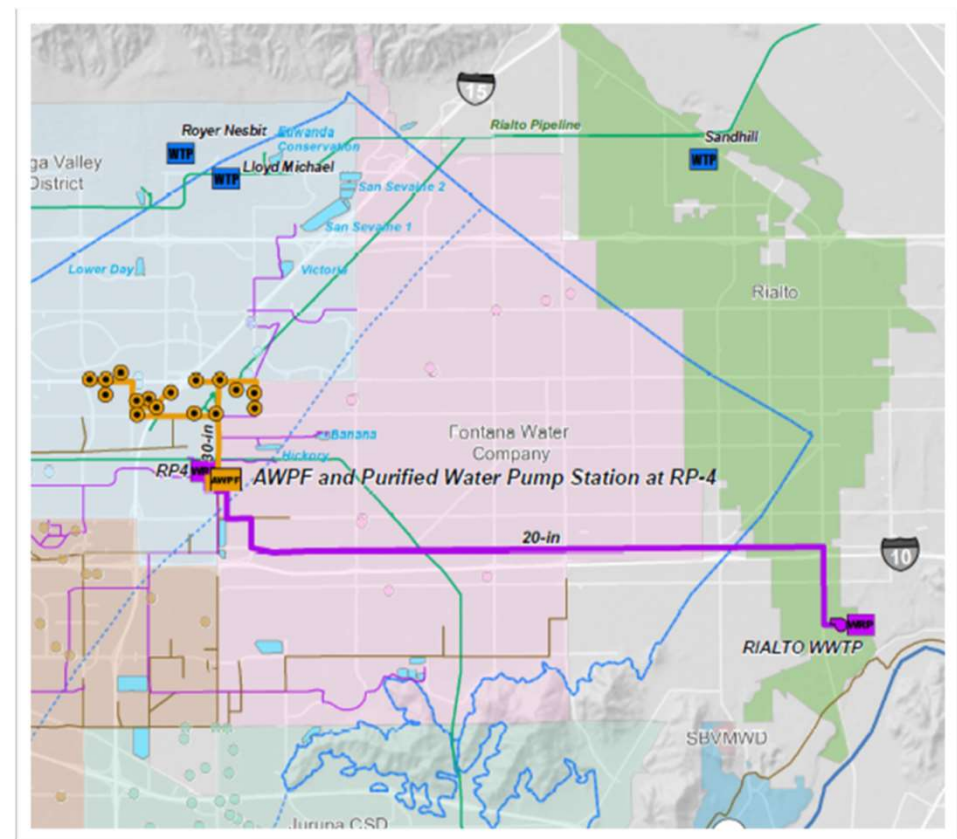 15
Rialto Pipeline
Royer Nesbit
Etiwanda
Conservation
Sandhill
WTP
WTP
Lloyd Michael
WTP
ga Valley
District
San Sevaine 2
San Sevaine 1
Lower Day
Victoria
Rialto
30-in
Banana
Fontana Water
Company
Hickory
RP4
AWPF
AWPF and Purified Water Pump Station at RP-4
20-in
10
WRP
RIALTO WWTP
SBVMWD
Jurupa CSD